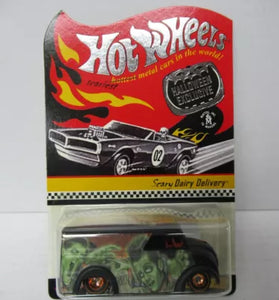 Hot Wheels
hottest metal cars in the world!
HALLOWEEN
EXCLUSIVE
02
Scary Dairy Delivery